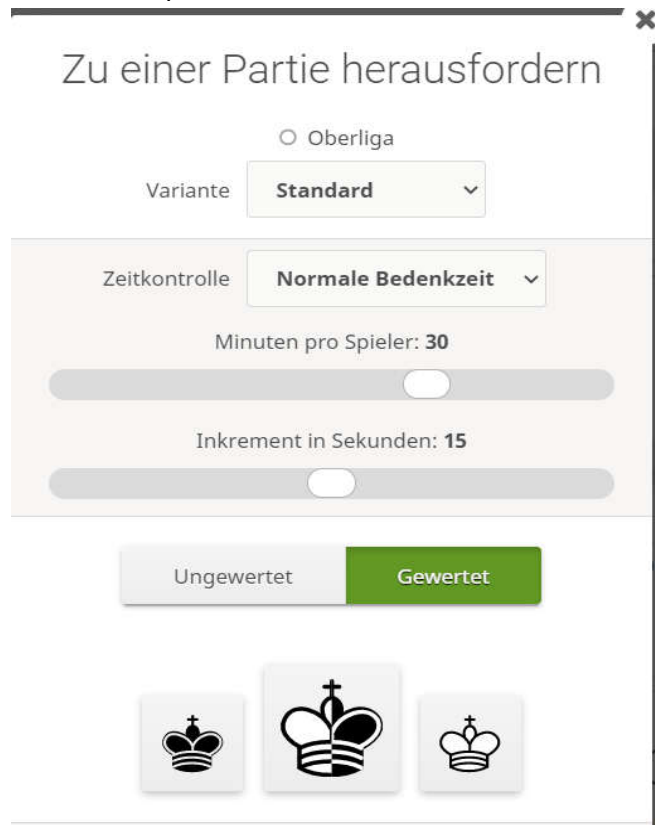 Zu einer Partie herausfordern
Oberliga
Variante Standard
Zeitkontrolle Normale Bedenkzeit
Minuten pro Spieler: 30
Inkrement in Sekunden: 15
Ungewertet Gewertet